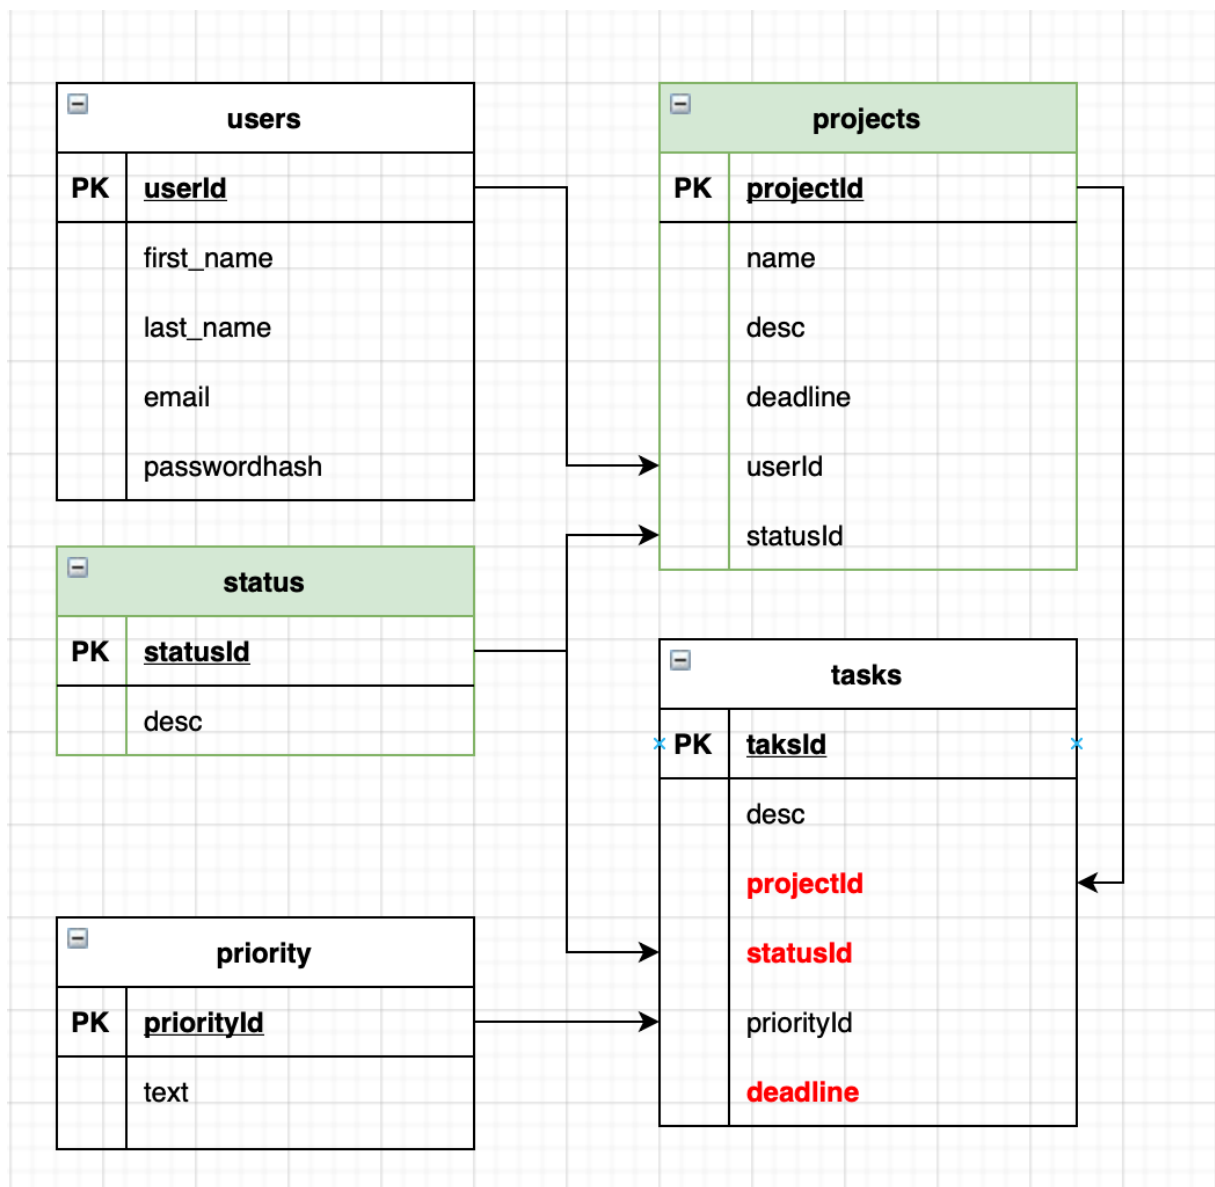 users
PK userId
first_name
last_name
email
passwordhash
projects
PK projectId
name
desc
deadline
userId
statusId
status
PK statusId
desc
tasks
PK taksId
desc
projectId
statusId
priorityId
deadline
priority
PK priorityId
text